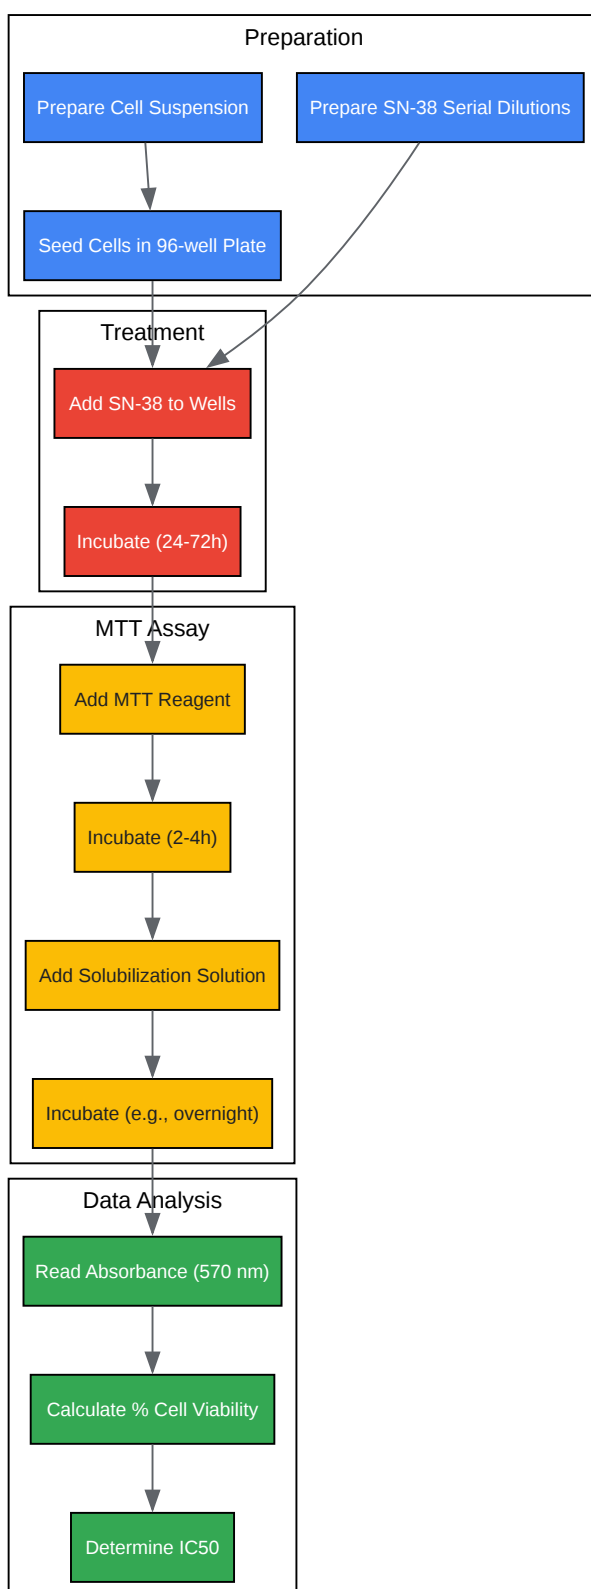 Preparation
Prepare Cell Suspension
Prepare SN-38 Serial Dilutions
Seed Cells in 96-well Plate
Treatment
Add SN-38 to Wells
Incubate (24-72h)
MTT Assay
Add MTT Reagent
Incubate (2-4h)
Add Solubilization Solution
Incubate (e.g., overnight)
Data Analysis
Read Absorbance (570 nm)
Calculate % Cell Viability
Determine IC50